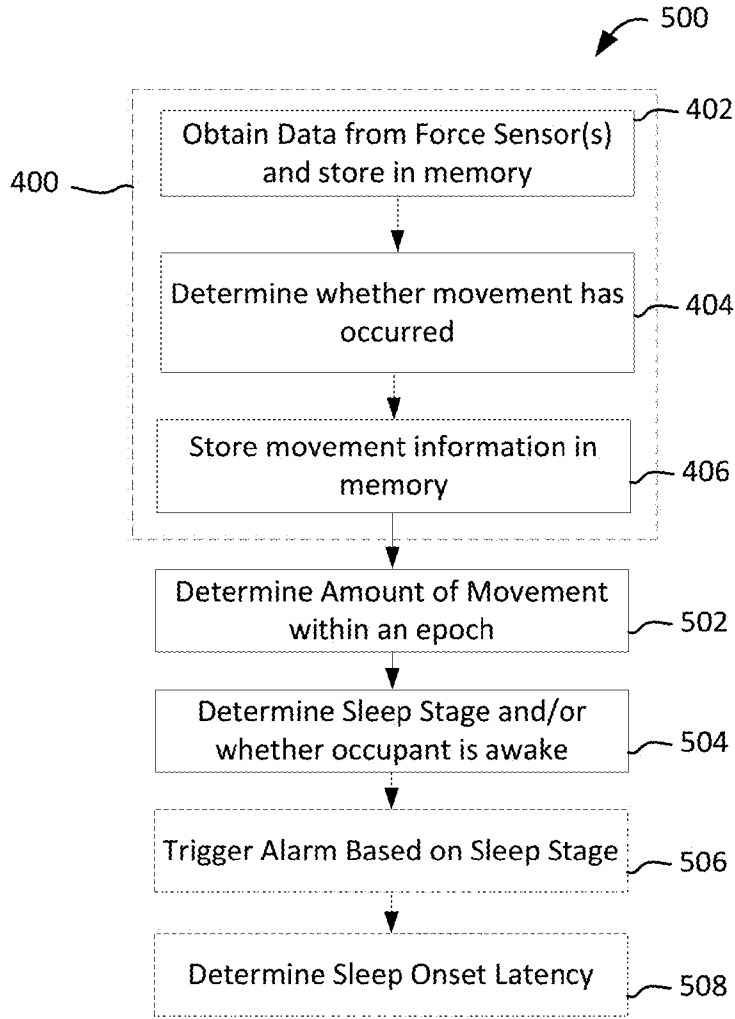 500
402
Obtain Data from Force Sensor(s)
and store in memory
400
Determine whether movement has
occurred
404
Store movement information in
memory
406
Determine Amount of Movement
within an epoch
502
Determine Sleep Stage and/or
whether occupant is awake
504
Trigger Alarm Based on Sleep Stage
506
Determine Sleep Onset Latency
508